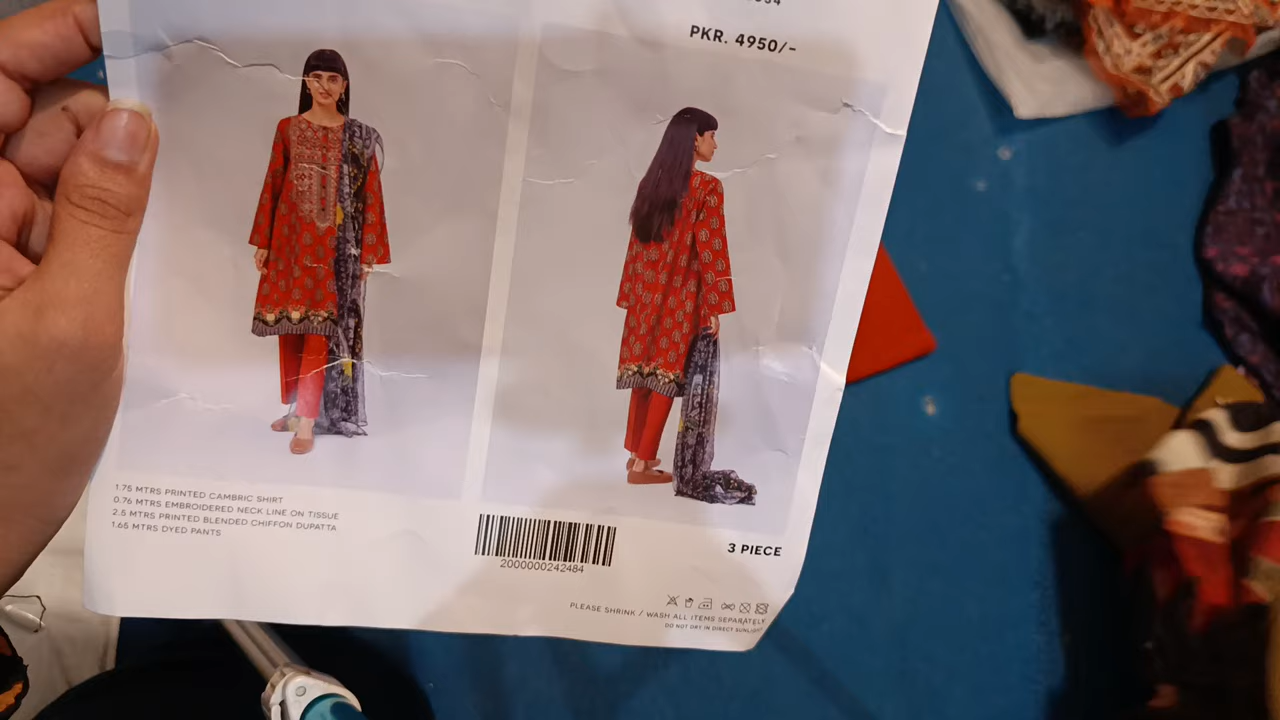 PKR. 4950/-
1.75 MTRS PRINTED CAMBRIC SHIRT
0.76 MTRS EMBROIDERED NECK LINE ON TISSUE
2.5 MTRS PRINTED BLENDED CHIFFON DUPATTA
1.65 MTRS DYED PANTS
2000000242484
3 PIECE
PLEASE SHRINK / WASH ALL ITEMS SEPARATELY
DO NOT DRY IN DIRECT SUNLIGHT